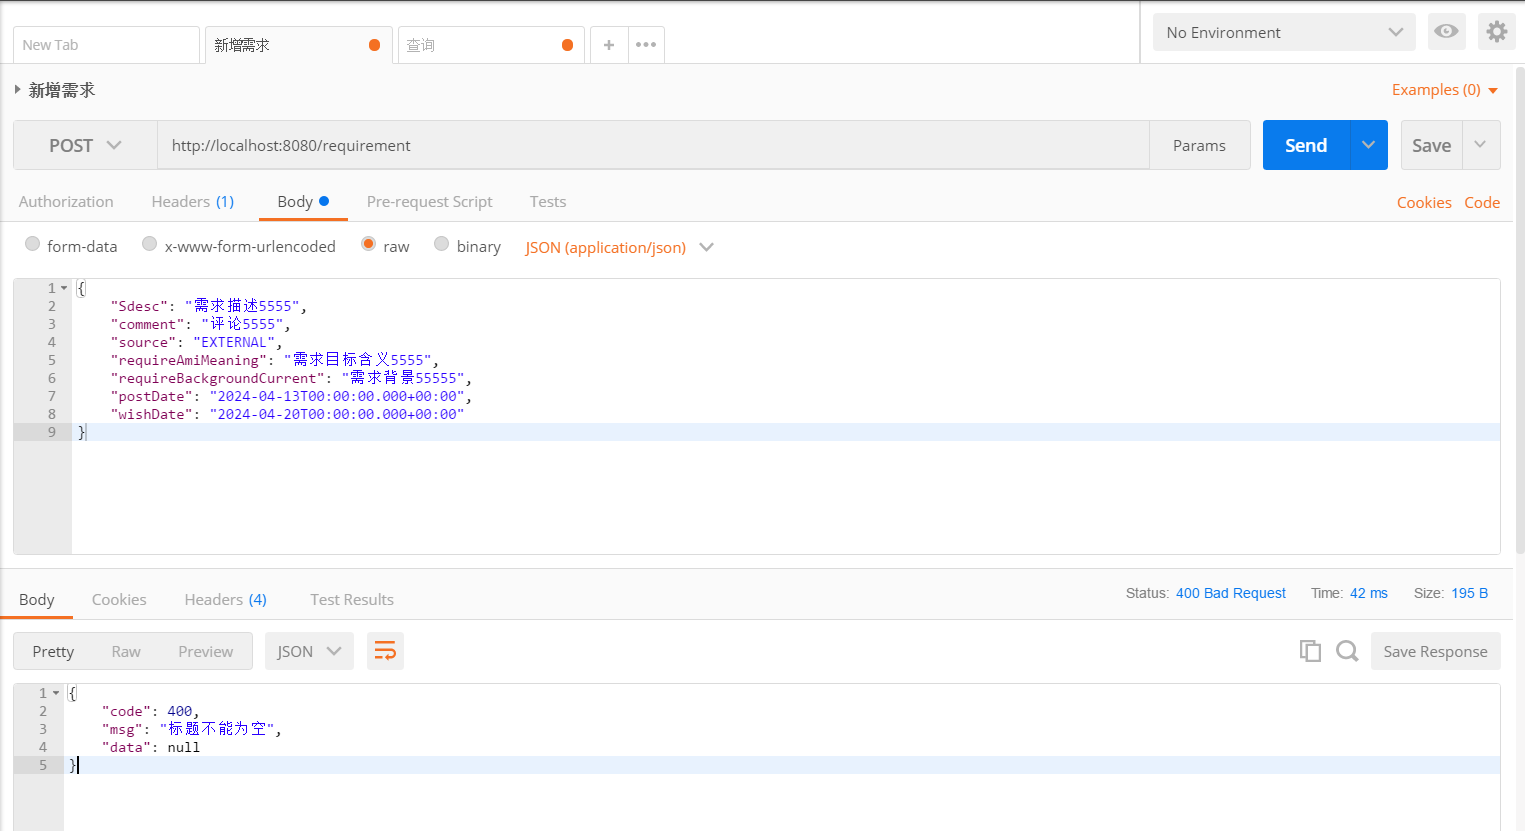 New Tab
新增需求
查询
+
•••
No Environment
新增需求
Examples (0)
POST
http://localhost:8080/requirement
Params
Send
Save
Authorization
Headers (1)
Body
Pre-request Script
Tests
Cookies
Code
form-data
x-www-form-urlencoded
raw
binary
JSON (application/json)
1 {
2 "Sdesc": "需求描述5555",
3 "comment": "评论5555",
4 "source": "EXTERNAL",
5 "requireAmiMeaning": "需求目标含义5555",
6 "requireBackgroundCurrent": "需求背景55555",
7 "postDate": "2024-04-13T00:00:00.000+00:00",
8 "wishDate": "2024-04-20T00:00:00.000+00:00"
9 }
Body
Cookies
Headers (4)
Test Results
Status: 400 Bad Request
Time: 42 ms
Size: 195 B
Pretty
Raw
Preview
JSON
Save Response
1 {
2 "code": 400,
3 "msg": "标题不能为空",
4 "data": null
5 }